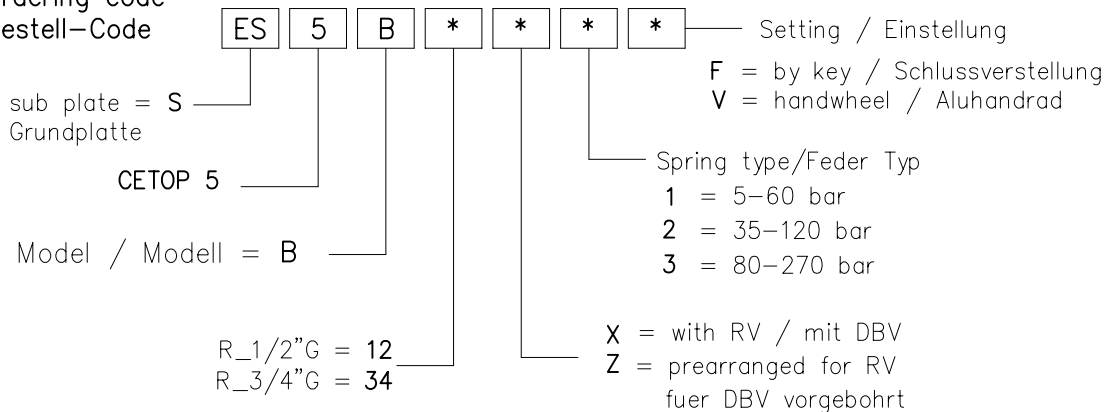 estell-Code
ES 5 B * * * *
Setting / Einstellung
F = by key / Schlussverstellung
V = handwheel / Aluhandrad
sub plate = S
Grundplatte
Spring type/Feder Typ
1 = 5-60 bar
2 = 35-120 bar
3 = 80-270 bar
CETOP 5
Model / Modell = B
R_1/2"G = 12
R_3/4"G = 34
X = with RV / mit DBV
Z = prearranged for RV
fuer DBV vorgebohrt